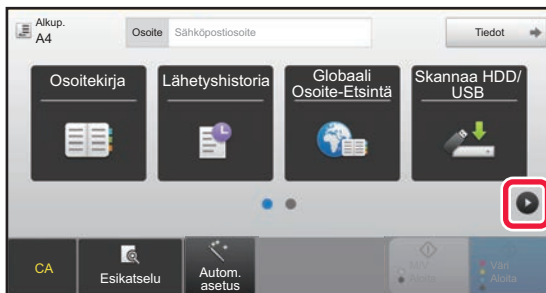 Alkup.
A4
Osoite
Sähköpostiosoite
Tiedot
Osoitekirja
Lähetyshistoria
Globaali
Osoite-Etsintä
Skannaa HDD/
USB
CA
Esikatselu
Autom.
asetus
M/V
Aloita
Väri
Aloita